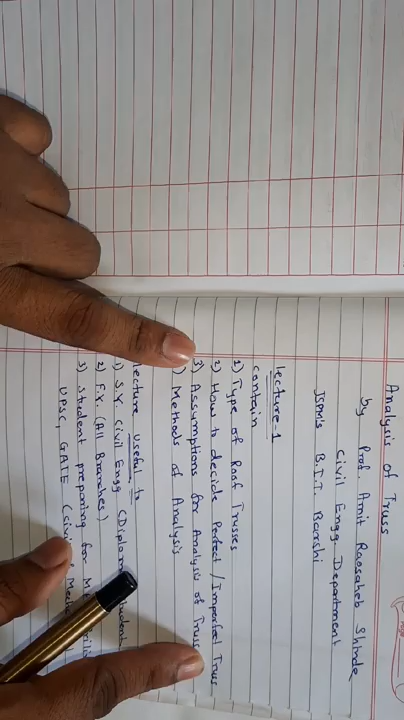 Analysis of Truss
by Prof. Amit Raosaheb Shinde
Civil Engg Department
JSPM's B.I.T. Barshi
lecture-1
contain
1) Type of Roof Trusses
2) How to decide Perfect /Imperfect Truss
3) Assumptions for Analysis of Truss
) Methods of Analysis
lecture useful to
1) S.Y. Civil Engg (Diploma
2) F.Y. (All Branches)
3) Student preparing for
UPSC, GATE (Civil &